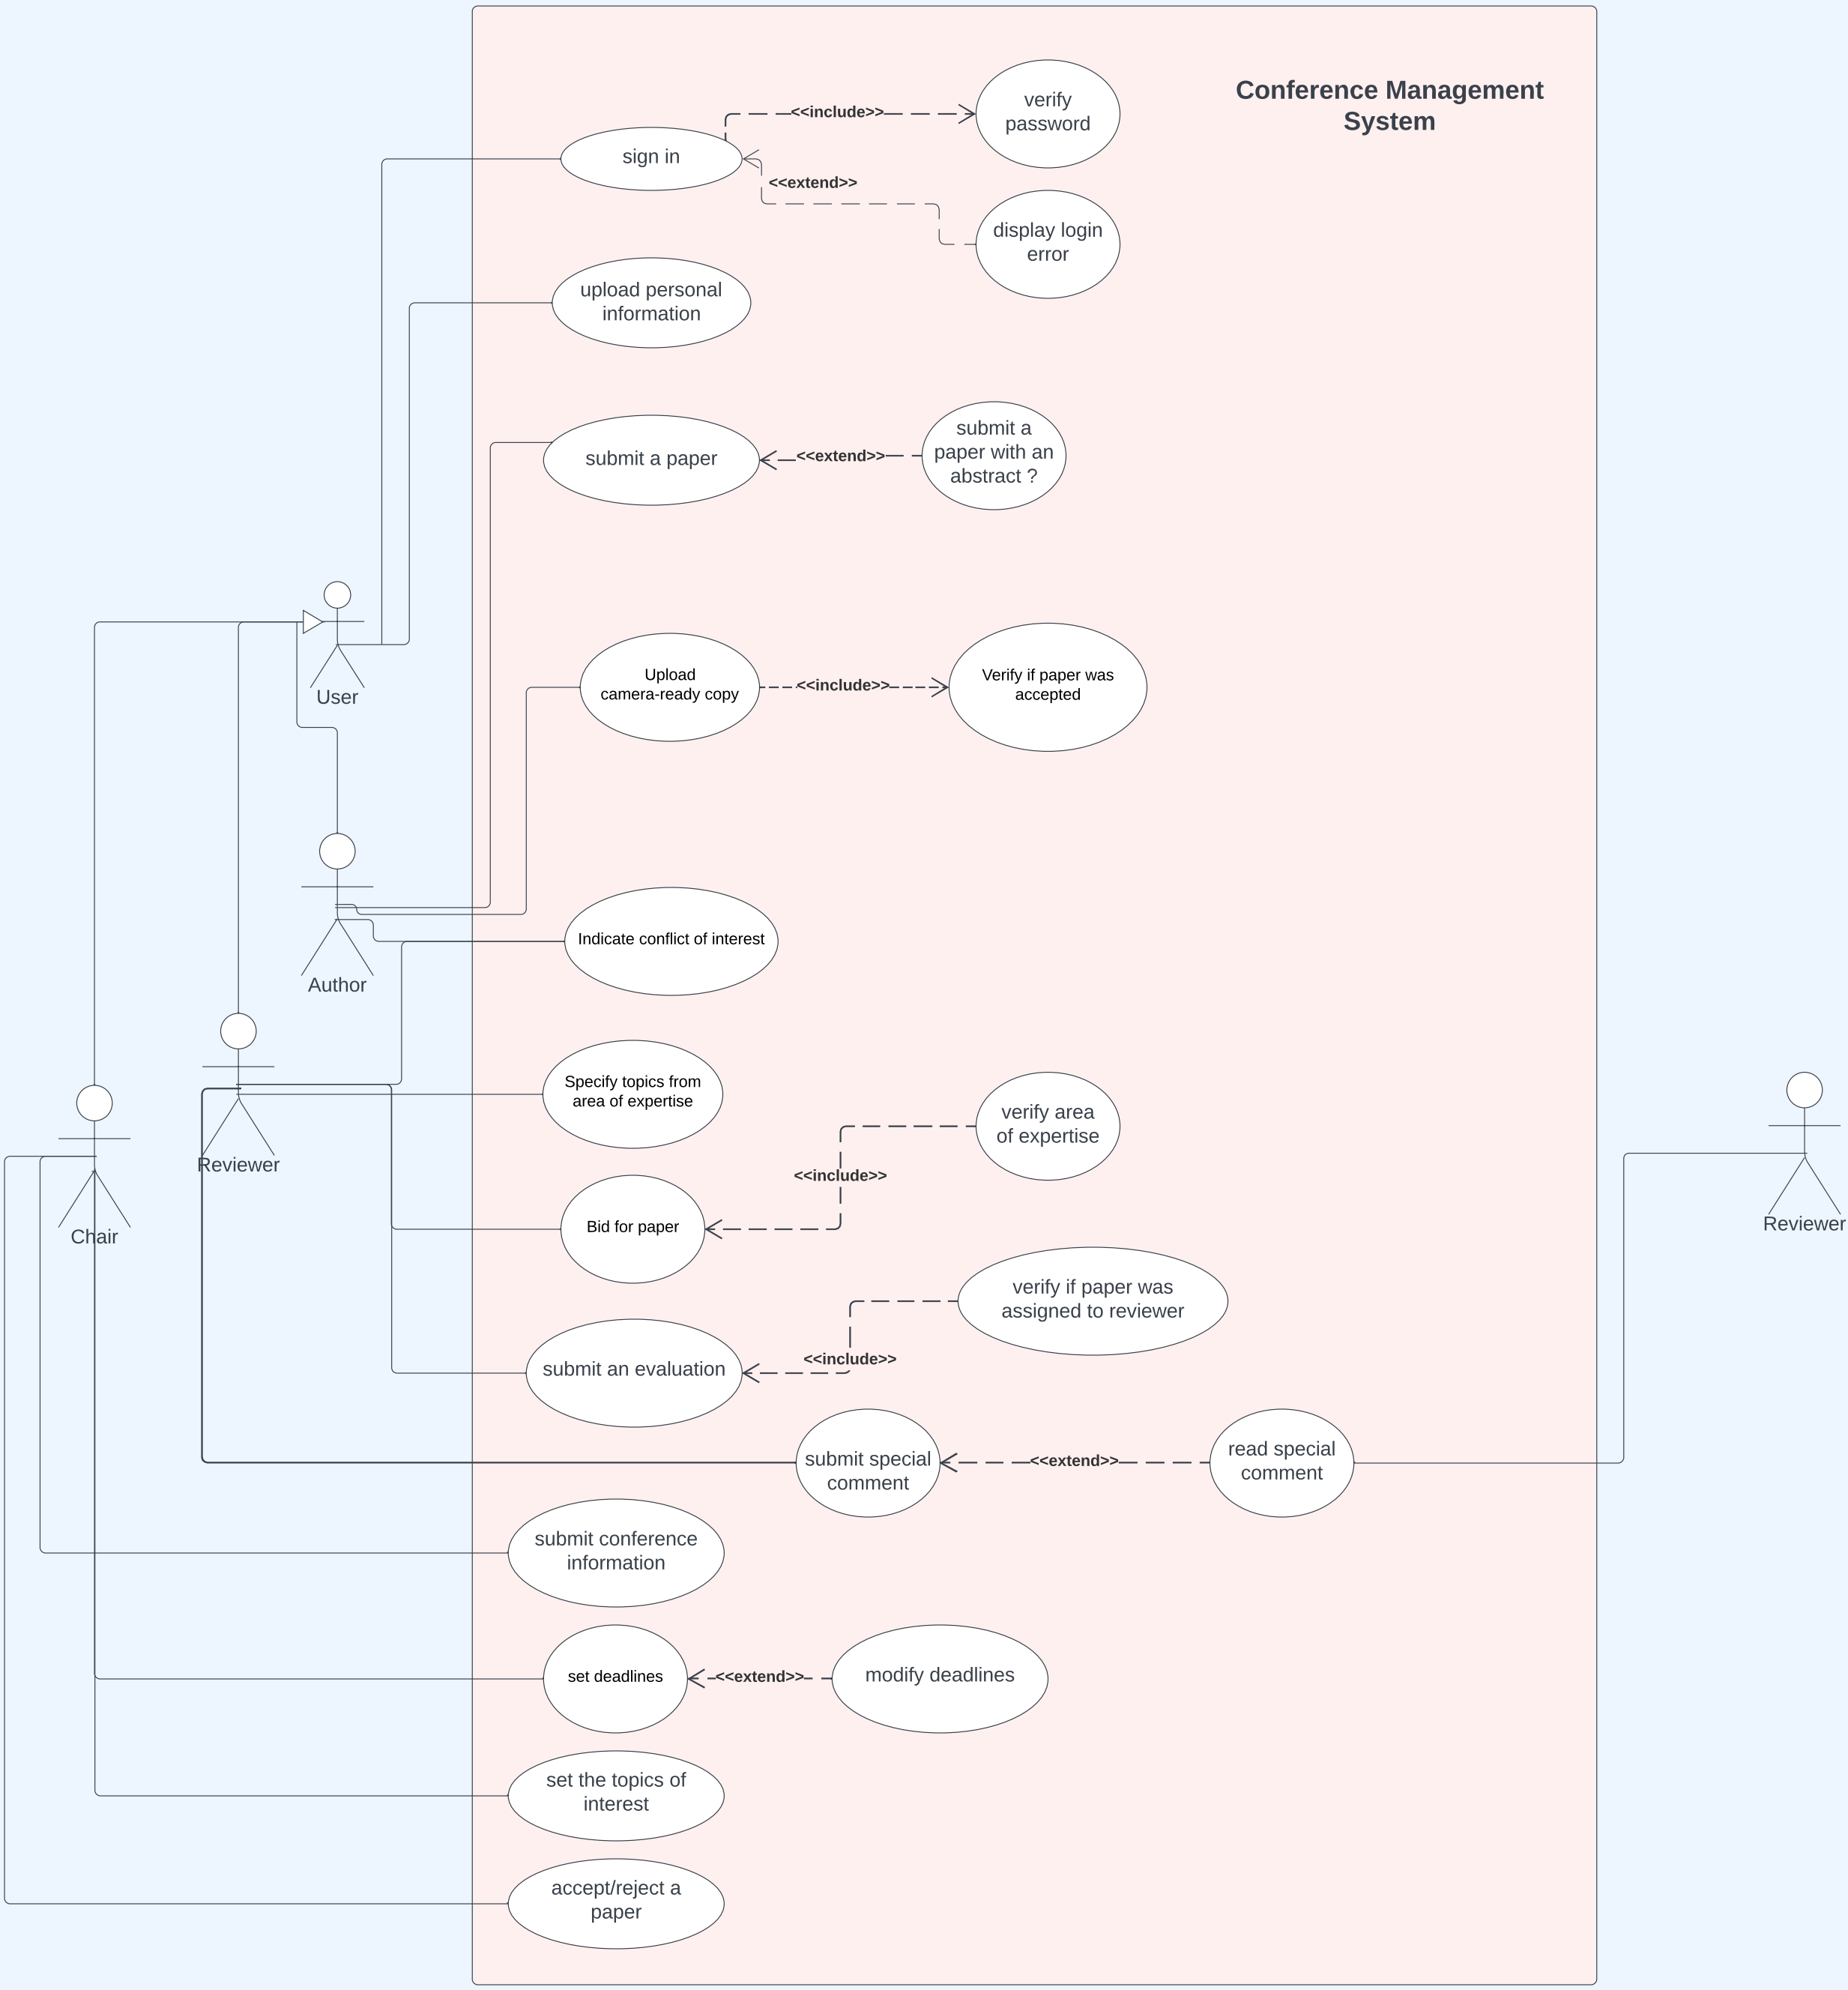 Conference Management
System
<<include>>
verify
password
sign in
<<extend>>
display login
error
upload personal
information
submit a paper
<<extend>>
submit a
paper with an
abstract ?
User
Upload
camera-ready copy
<<include>>
Verify if paper was
accepted
Author
Indicate conflict of interest
Reviewer
Specify topics from
area of expertise
verify area
of expertise
<<include>>
Chair
Bid for paper
Reviewer
verify if paper was
assigned to reviewer
<<include>>
submit an evaluation
submit special
comment
<<extend>>
read special
comment
submit conference
information
set deadlines
<<extend>>
modify deadlines
set the topics of
interest
accept/reject a
paper